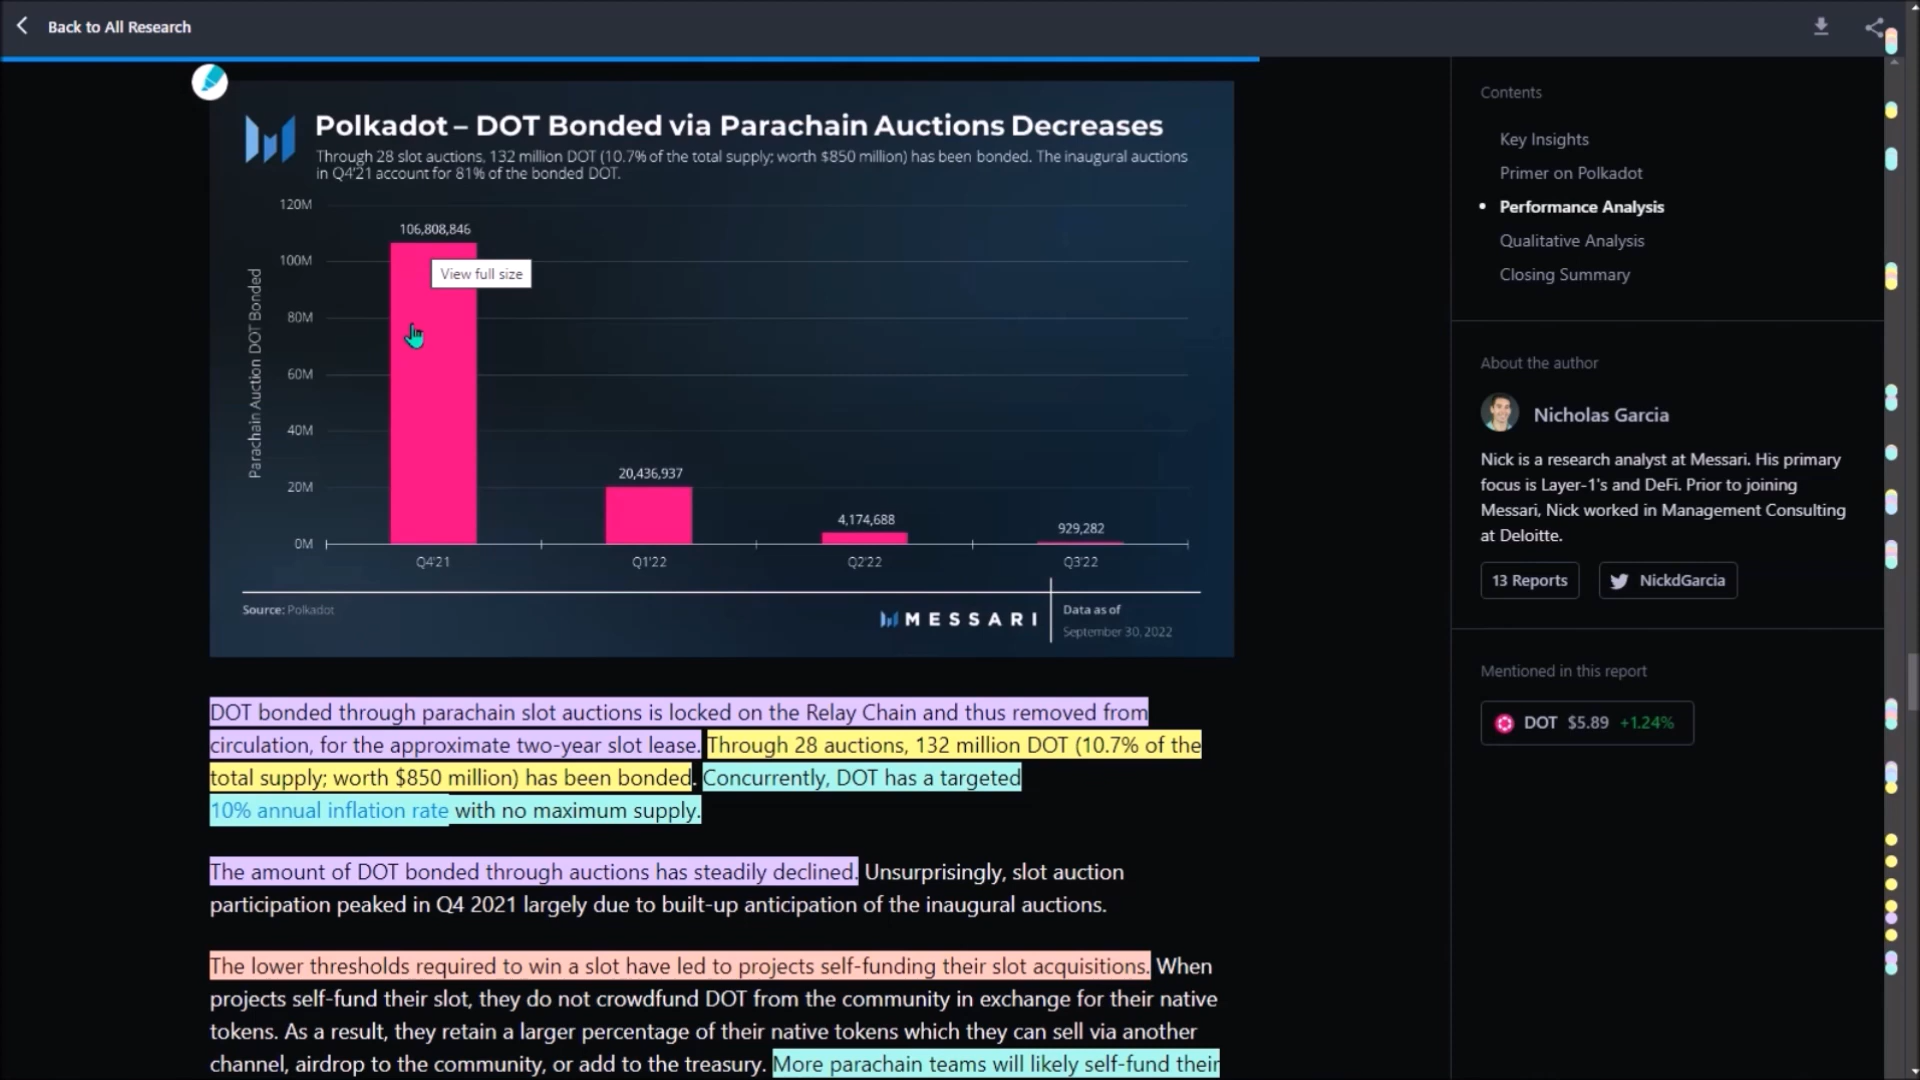 Back to All Research
Polkadot – DOT Bonded via Parachain Auctions Decreases
Through 28 slot auctions, 132 million DOT (10.7% of the total supply; worth $850 million) has been bonded. The inaugural auctions
in Q4'21 account for 81% of the bonded DOT.
Parachain Auction DOT Bonded
120M
100M
80M
60M
40M
20M
0M
106,808,846
View full size
20,436,937
4,174,688
929,282
Q4'21
Q1'22
Q2'22
Q3'22
Source: Polkadot
MESSARI
Data as of
September 30, 2022
DOT bonded through parachain slot auctions is locked on the Relay Chain and thus removed from
circulation, for the approximate two-year slot lease. Through 28 auctions, 132 million DOT (10.7% of the
total supply; worth $850 million) has been bonded. Concurrently, DOT has a targeted
10% annual inflation rate with no maximum supply.
The amount of DOT bonded through auctions has steadily declined. Unsurprisingly, slot auction
participation peaked in Q4 2021 largely due to built-up anticipation of the inaugural auctions.
The lower thresholds required to win a slot have led to projects self-funding their slot acquisitions. When
projects self-fund their slot, they do not crowdfund DOT from the community in exchange for their native
tokens. As a result, they retain a larger percentage of their native tokens which they can sell via another
channel, airdrop to the community, or add to the treasury. More parachain teams will likely self-fund their
Contents
Key Insights
Primer on Polkadot
• Performance Analysis
Qualitative Analysis
Closing Summary
About the author
Nicholas Garcia
Nick is a research analyst at Messari. His primary
focus is Layer-1's and DeFi. Prior to joining
Messari, Nick worked in Management Consulting
at Deloitte.
13 Reports
NickdGarcia
Mentioned in this report
DOT $5.89 +1.24%